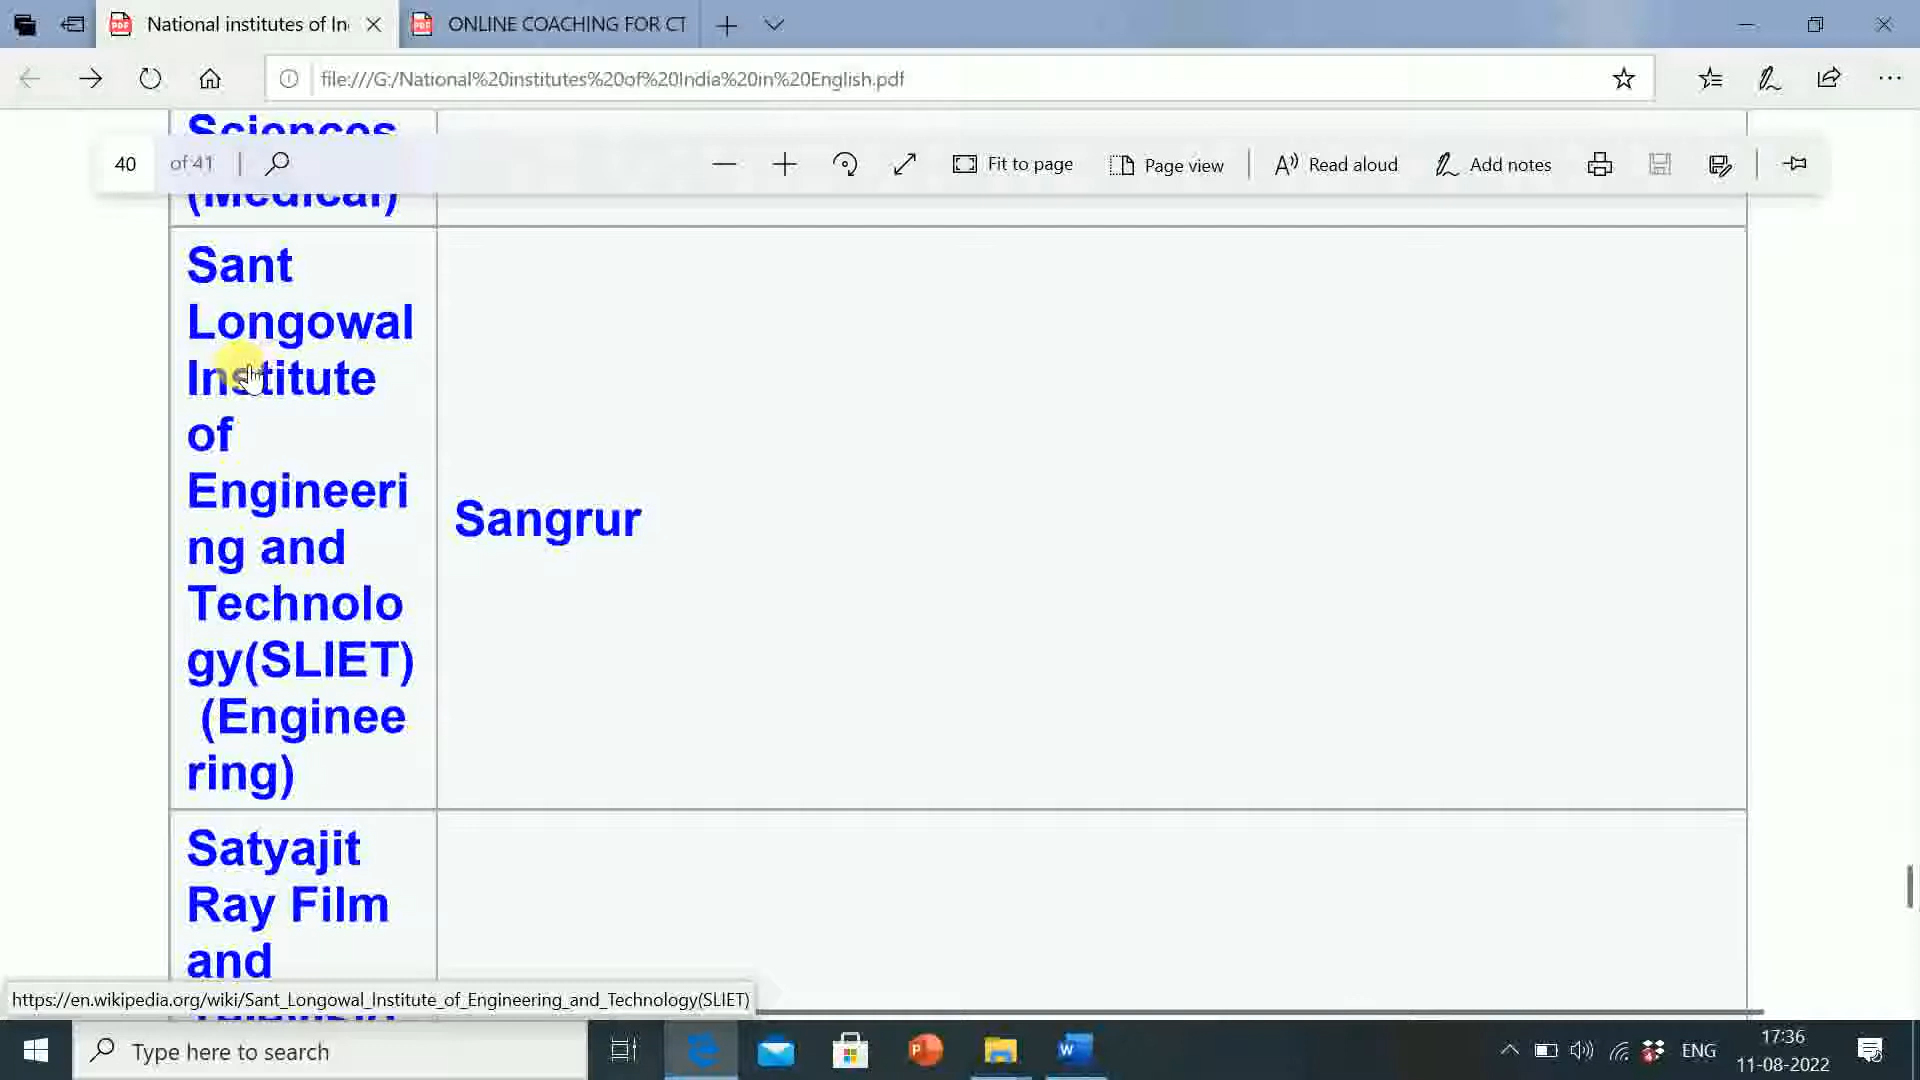 National institutes of In
ONLINE COACHING FOR CT
file:///G:/National%20institutes%20of%20India%20in%20English.pdf
Sciences
40 of 41
Fit to page
Page view
Read aloud
Add notes
(Medical)
Sant
Longowal
Institute
of
Engineeri
ng and
Technolo
gy(SLIET)
(Enginee
ring)
Sangrur
Satyajit
Ray Film
and
https://en.wikipedia.org/wiki/Sant_Longowal_Institute_of_Engineering_and_Technology(SLIET)
Type here to search
ENG
17:36
11-08-2022